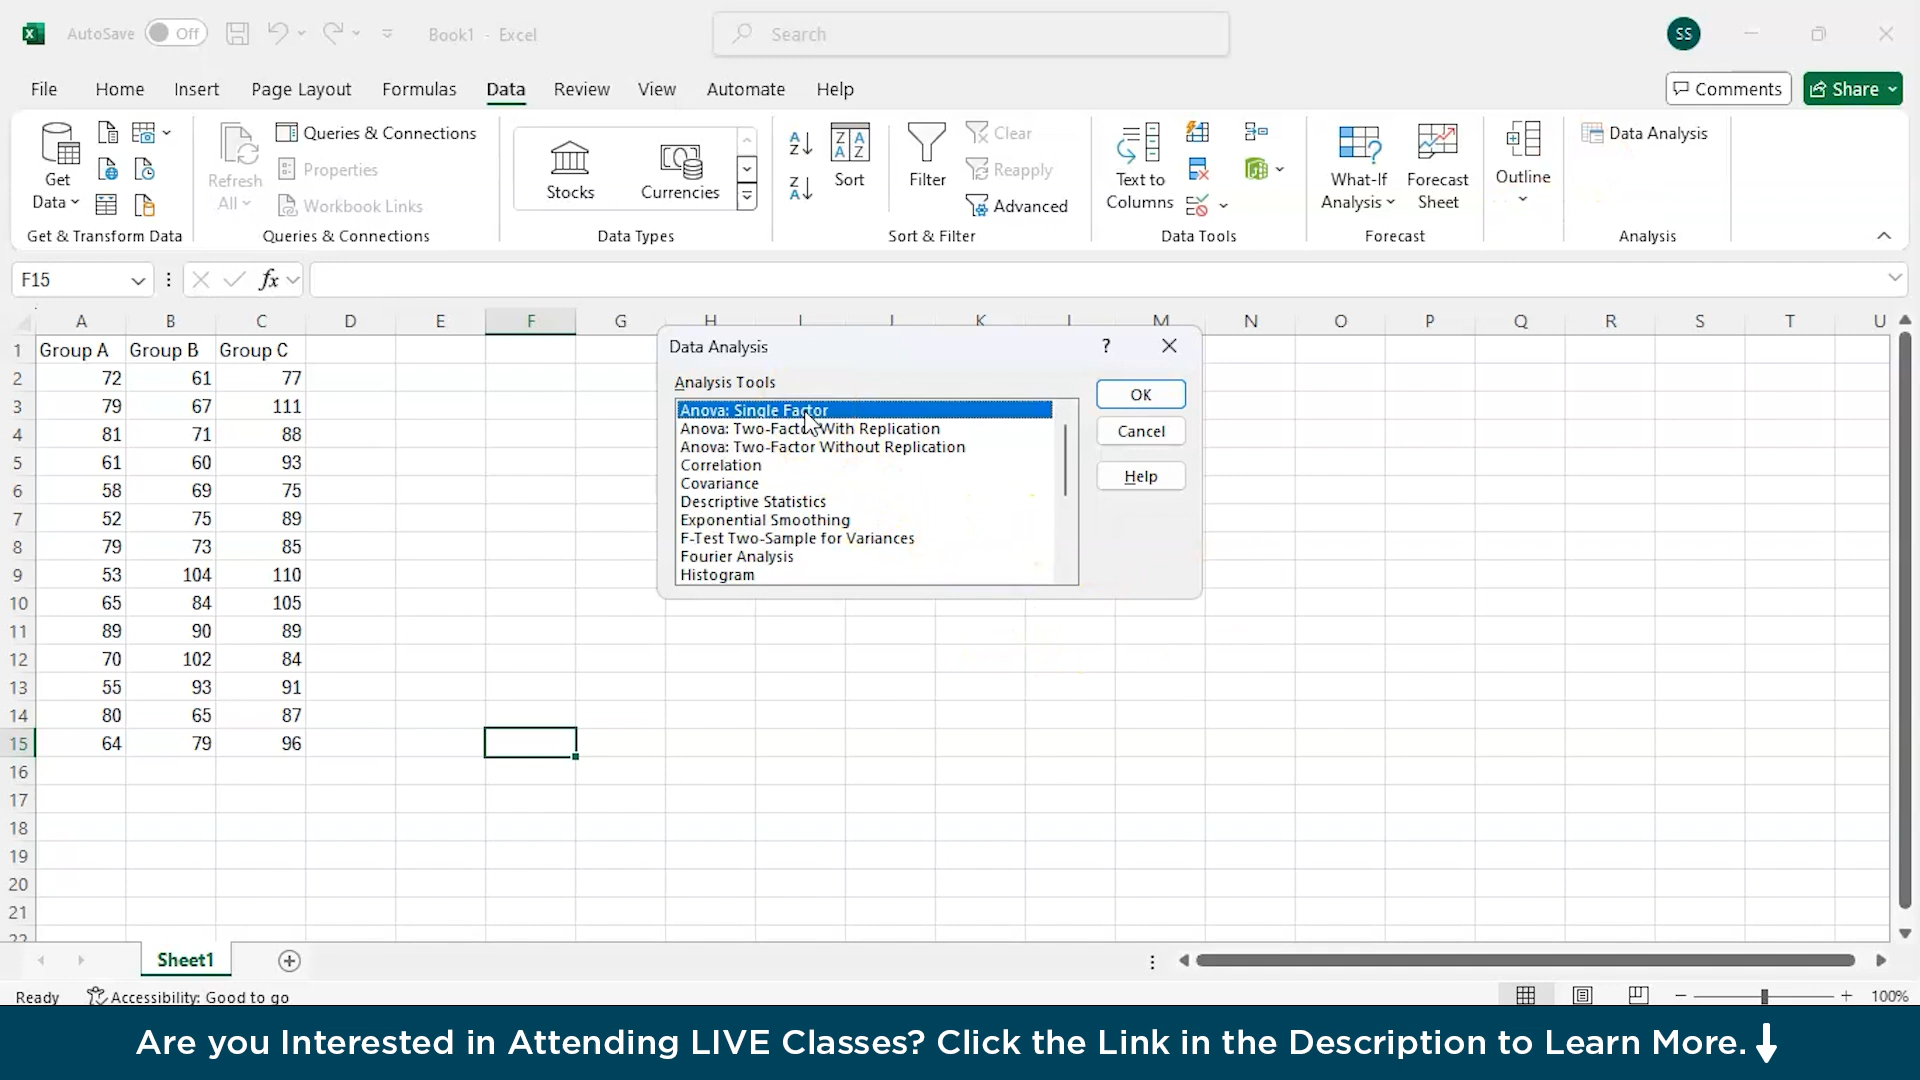 AutoSave Off Book1 - Excel Search SS
File Home Insert Page Layout Formulas Data Review View Automate Help Comments Share
Get Data
Refresh All
Queries & Connections
Properties
Workbook Links
Stocks
Currencies
Sort
Filter
Clear
Reapply
Advanced
Text to Columns
What-If Analysis
Forecast Sheet
Outline
Data Analysis
Get & Transform Data Queries & Connections Data Types Sort & Filter Data Tools Forecast Analysis
F15 fx
A B C D E F G H I J K L M N O P Q R S T U
1 Group A Group B Group C
2 72 61 77
3 79 67 111
4 81 71 88
5 61 60 93
6 58 69 75
7 52 75 89
8 79 73 85
9 53 104 110
10 65 84 105
11 89 90 89
12 70 102 84
13 55 93 91
14 80 65 87
15 64 79 96
16
17
18
19
20
21
22
Data Analysis ?
Analysis Tools
Anova: Single Factor
Anova: Two-Factor With Replication
Anova: Two-Factor Without Replication
Correlation
Covariance
Descriptive Statistics
Exponential Smoothing
F-Test Two-Sample for Variances
Fourier Analysis
Histogram
OK
Cancel
Help
Sheet1
Ready Accessibility: Good to go 100%
Are you Interested in Attending LIVE Classes? Click the Link in the Description to Learn More.